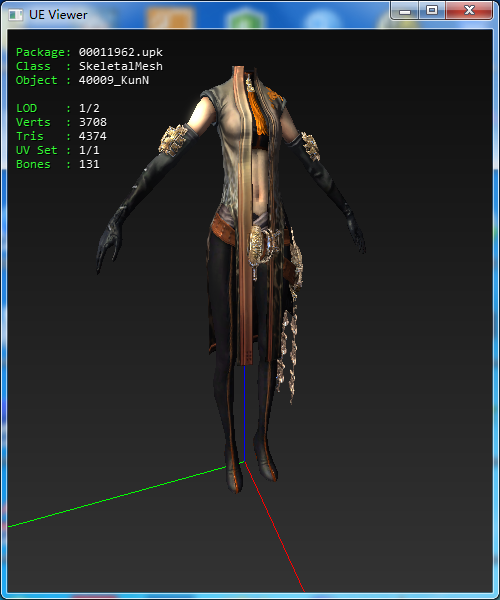 UE Viewer
Package: 00011962.upk
Class  : SkeletalMesh
Object : 40009_KunN
LOD    : 1/2
Verts  : 3708
Tris   : 4374
UV Set : 1/1
Bones  : 131